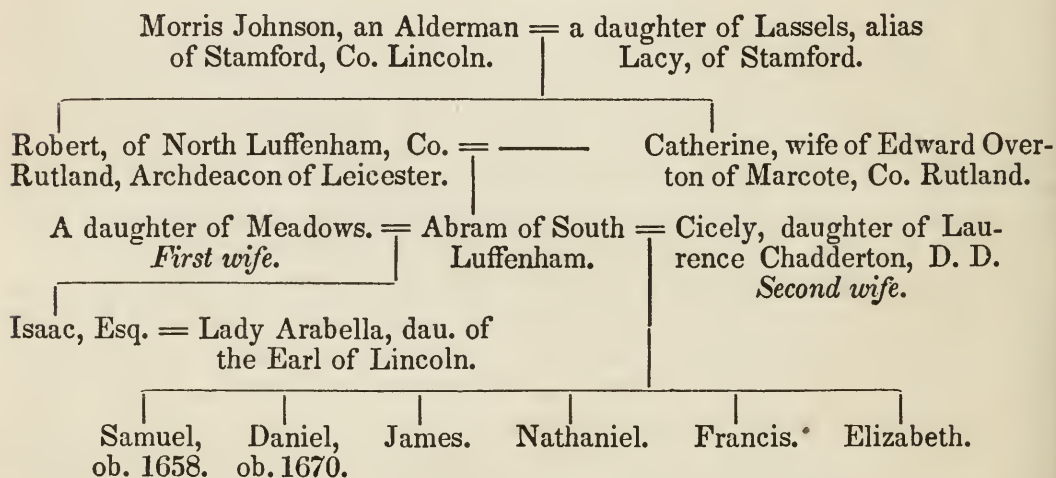 Morris Johnson, an Alderman = a daughter of Lassels, alias
of Stamford, Co. Lincoln. Lacy, of Stamford.
Robert, of North Luffenham, Co. = —— Catherine, wife of Edward Over-
Rutland, Archdeacon of Leicester. ton of Marcote, Co. Rutland.
A daughter of Meadows. = Abram of South = Cicely, daughter of Lau-
First wife. Luffenham. rence Chadderton, D. D.
Second wife.
Isaac, Esq. = Lady Arabella, dau. of
the Earl of Lincoln.
Samuel, Daniel, James. Nathaniel. Francis. Elizabeth.
ob. 1658. ob. 1670.